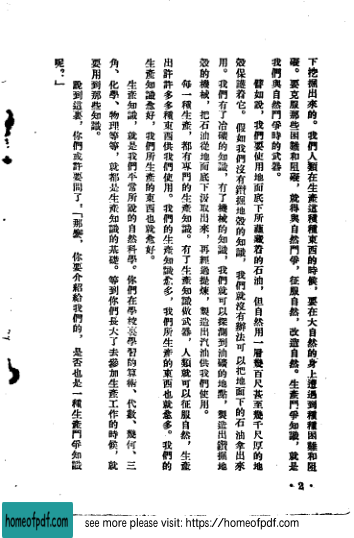 下挖掘出來的。我們人類在生產這種種東西的時候，要在大自然的身上遭遇到種種困難和阻
礙。要克服那些困難和阻礙，就得與自然鬥爭，征服自然，改造自然。生產鬥爭知識，就是
我們與自然鬥爭時的武器。
譬如說，我們要使用地面底下所蘊藏着的石油，但自然用一層幾百尺甚至幾千尺厚的地
殼保護着它。假如我們沒有鑽掘地殼的知識，我們就沒有辦法可以把地面下的石油拿出來
用。我們有了冶礦的知識，有了機械的知識，我們就可以探測到油礦的地點，製造出鑽掘地
殼的機械，把石油從地面底下汲取出來，再經過提煉，製造出汽油供我們使用。
每一種生產，都有專門的生產知識。有了生產知識做武器，人類就可以征服自然，生產
出許許多多種東西供我們使用。我們的生產知識愈多，我們所生產的東西也就愈多。我們的
生產知識愈好，我們所生產的東西也就愈好。
生產知識，就是我們平常所說的自然科學。你們在學校裏學習的算術、代數、幾何、三
角、化學、物理等等，就都是生產知識的基礎。等到你們長大了去參加生產工作的時候，就
要用到那些知識。
說到這裏，你們或許要問了。「那麼，你要介紹給我們的，是否也是一種生產鬥爭知識
呢？」
·2·
homeofpdf.com
see more please visit: https://homeofpdf.com